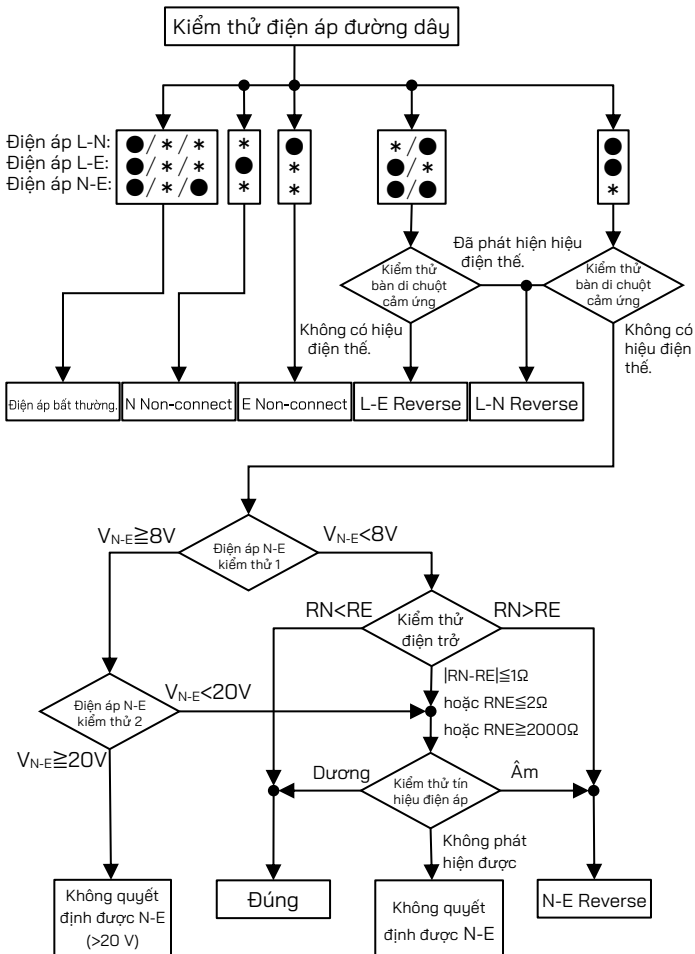 Kiểm thử điện áp đường dây
Điện áp L-N:
Điện áp L-E:
Điện áp N-E:
●/*/*
●/*/*
●/*/●
*
●
*
●
*
*
*/●
●/*
●/●
●
●
*
Kiểm thử
bàn di chuột
cảm ứng
Đã phát hiện hiệu
điện thế.
Kiểm thử
bàn di chuột
cảm ứng
Không có hiệu
điện thế.
Không có
hiệu điện
thế.
Điện áp bất thường.
N Non-connect
E Non-connect
L-E Reverse
L-N Reverse
VN-E≧8V
Điện áp N-E
kiểm thử 1
VN-E<8V
RN<RE
Kiểm thử
điện trở
RN>RE
|RN-RE|≦1Ω
hoặc RNE≦2Ω
hoặc RNE≧2000Ω
Điện áp N-E
kiểm thử 2
VN-E<20V
VN-E≧20V
Dương
Kiểm thử tín
hiệu điện áp
Âm
Không phát
hiện được
Không quyết
định được N-E
(>20 V)
Đúng
Không quyết
định được N-E
N-E Reverse